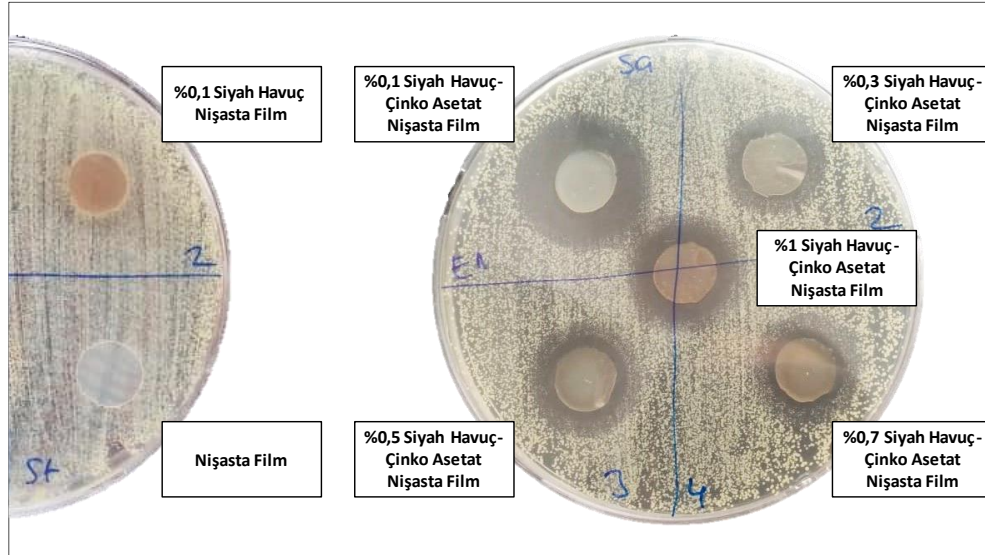 %0,1 Siyah Havuç
Nişasta Film
%0,1 Siyah Havuç-
Çinko Asetat
Nişasta Film
%0,3 Siyah Havuç-
Çinko Asetat
Nişasta Film
SA
2
2
EN
%1 Siyah Havuç-
Çinko Asetat
Nişasta Film
St
Nişasta Film
%0,5 Siyah Havuç-
Çinko Asetat
Nişasta Film
3
4
%0,7 Siyah Havuç-
Çinko Asetat
Nişasta Film